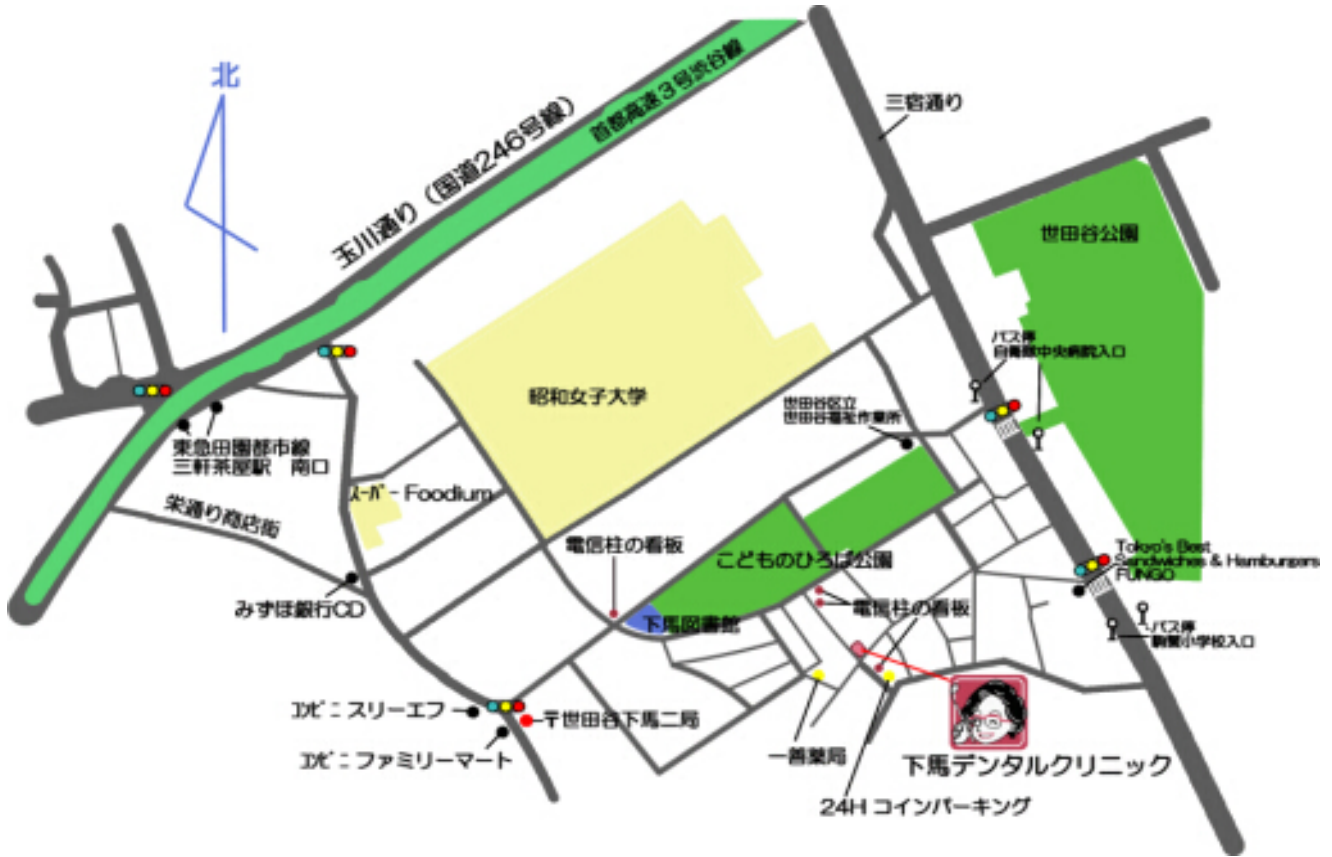 北
玉川通り（国道246号線）
首都高速3号渋谷線
三宿通り
世田谷公園
バス停
自衛隊中央病院入口
昭和女子大学
世田谷区立
世田谷福祉作業所
東急田園都市線
三軒茶屋駅　南口
栄通り商店街
ｽｰﾊﾟｰ Foodium
電信柱の看板
こどものひろば公園
Tokyo's Best
Sandwiches & Hamburgers
FUNGO
みずほ銀行CD
下馬図書館
電信柱の看板
バス停
駒繋小学校入口
ｺﾝﾋﾞﾆ スリーエフ
〒世田谷下馬二局
ｺﾝﾋﾞﾆ ファミリーマート
一善薬局
下馬デンタルクリニック
24H コインパーキング